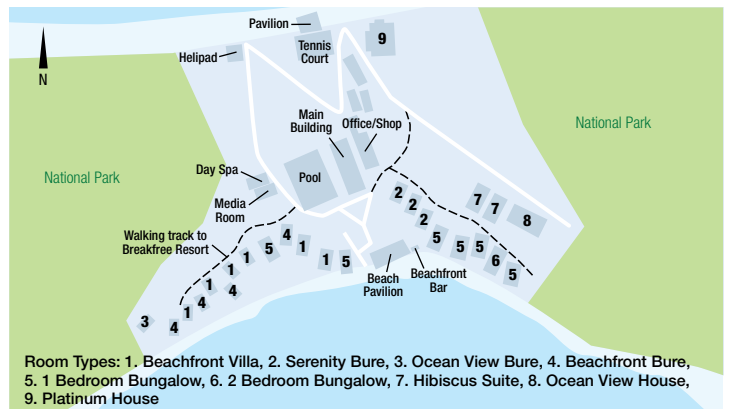 Pavilion
Tennis
Court
9
Helipad
N
Main
Building
Office/Shop
National Park
National Park
Day Spa
Pool
Media
Room
2
2
2
7
7
8
Walking track to
Breakfree Resort
4
1
5
1
1
5
5
5
5
6
5
1
1
4
4
1
3
4
Beach
Pavilion
Beachfront
Bar
Room Types: 1. Beachfront Villa, 2. Serenity Bure, 3. Ocean View Bure, 4. Beachfront Bure,
5. 1 Bedroom Bungalow, 6. 2 Bedroom Bungalow, 7. Hibiscus Suite, 8. Ocean View House,
9. Platinum House